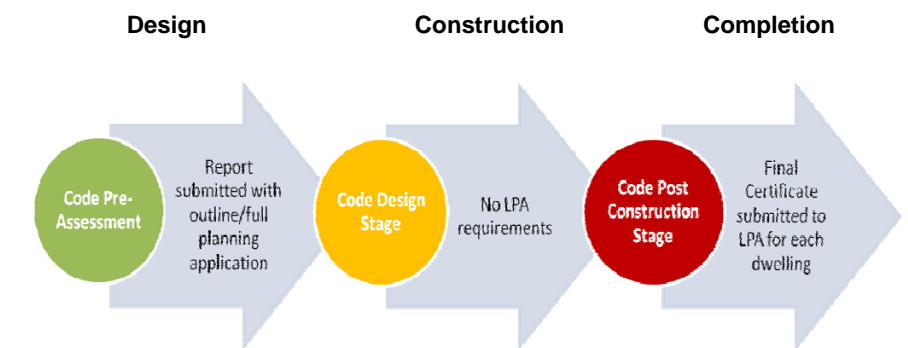 Design
Construction
Completion
Code Pre-
Assessment
Report
submitted with
outline/full
planning
application
Code Design
Stage
No LPA
requirements
Code Post
Construction
Stage
Final
Certificate
submitted to
LPA for each
dwelling